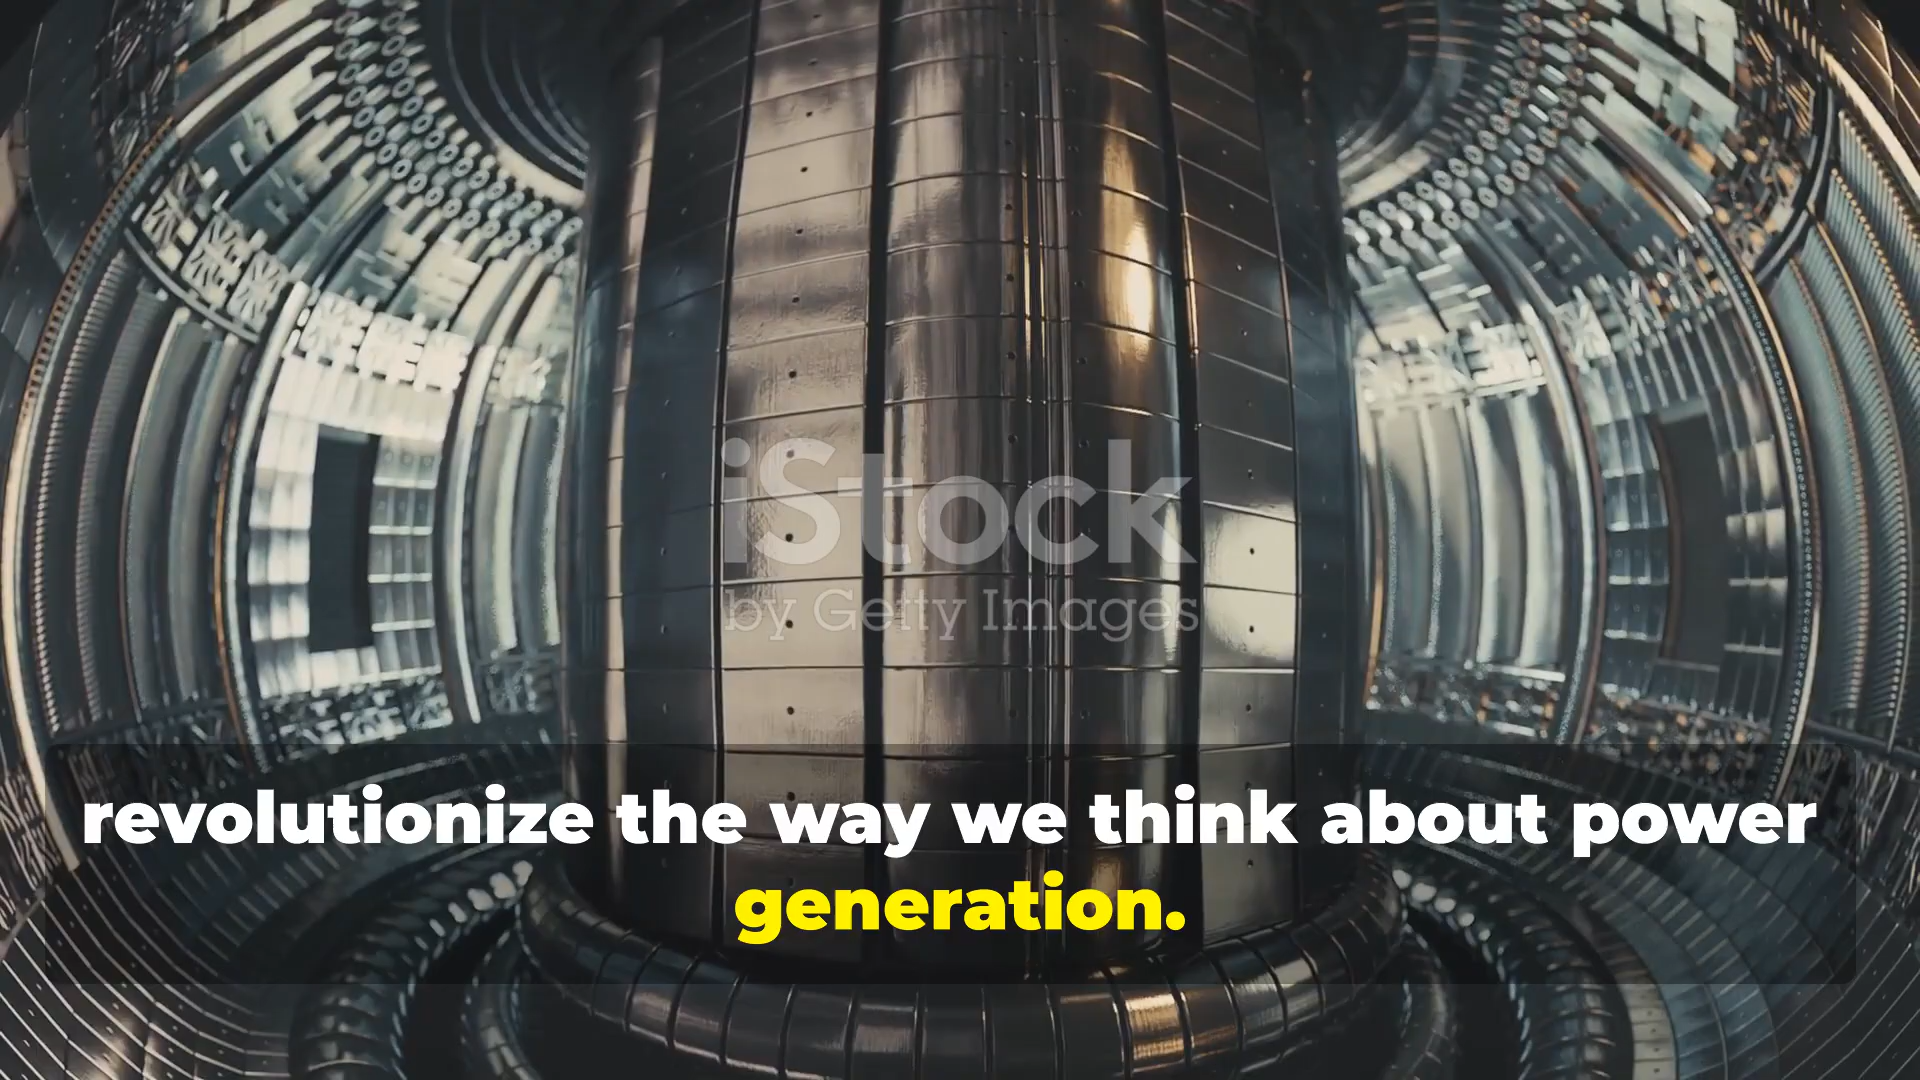 iStock
by Getty Images
revolutionize the way we think about power
generation.